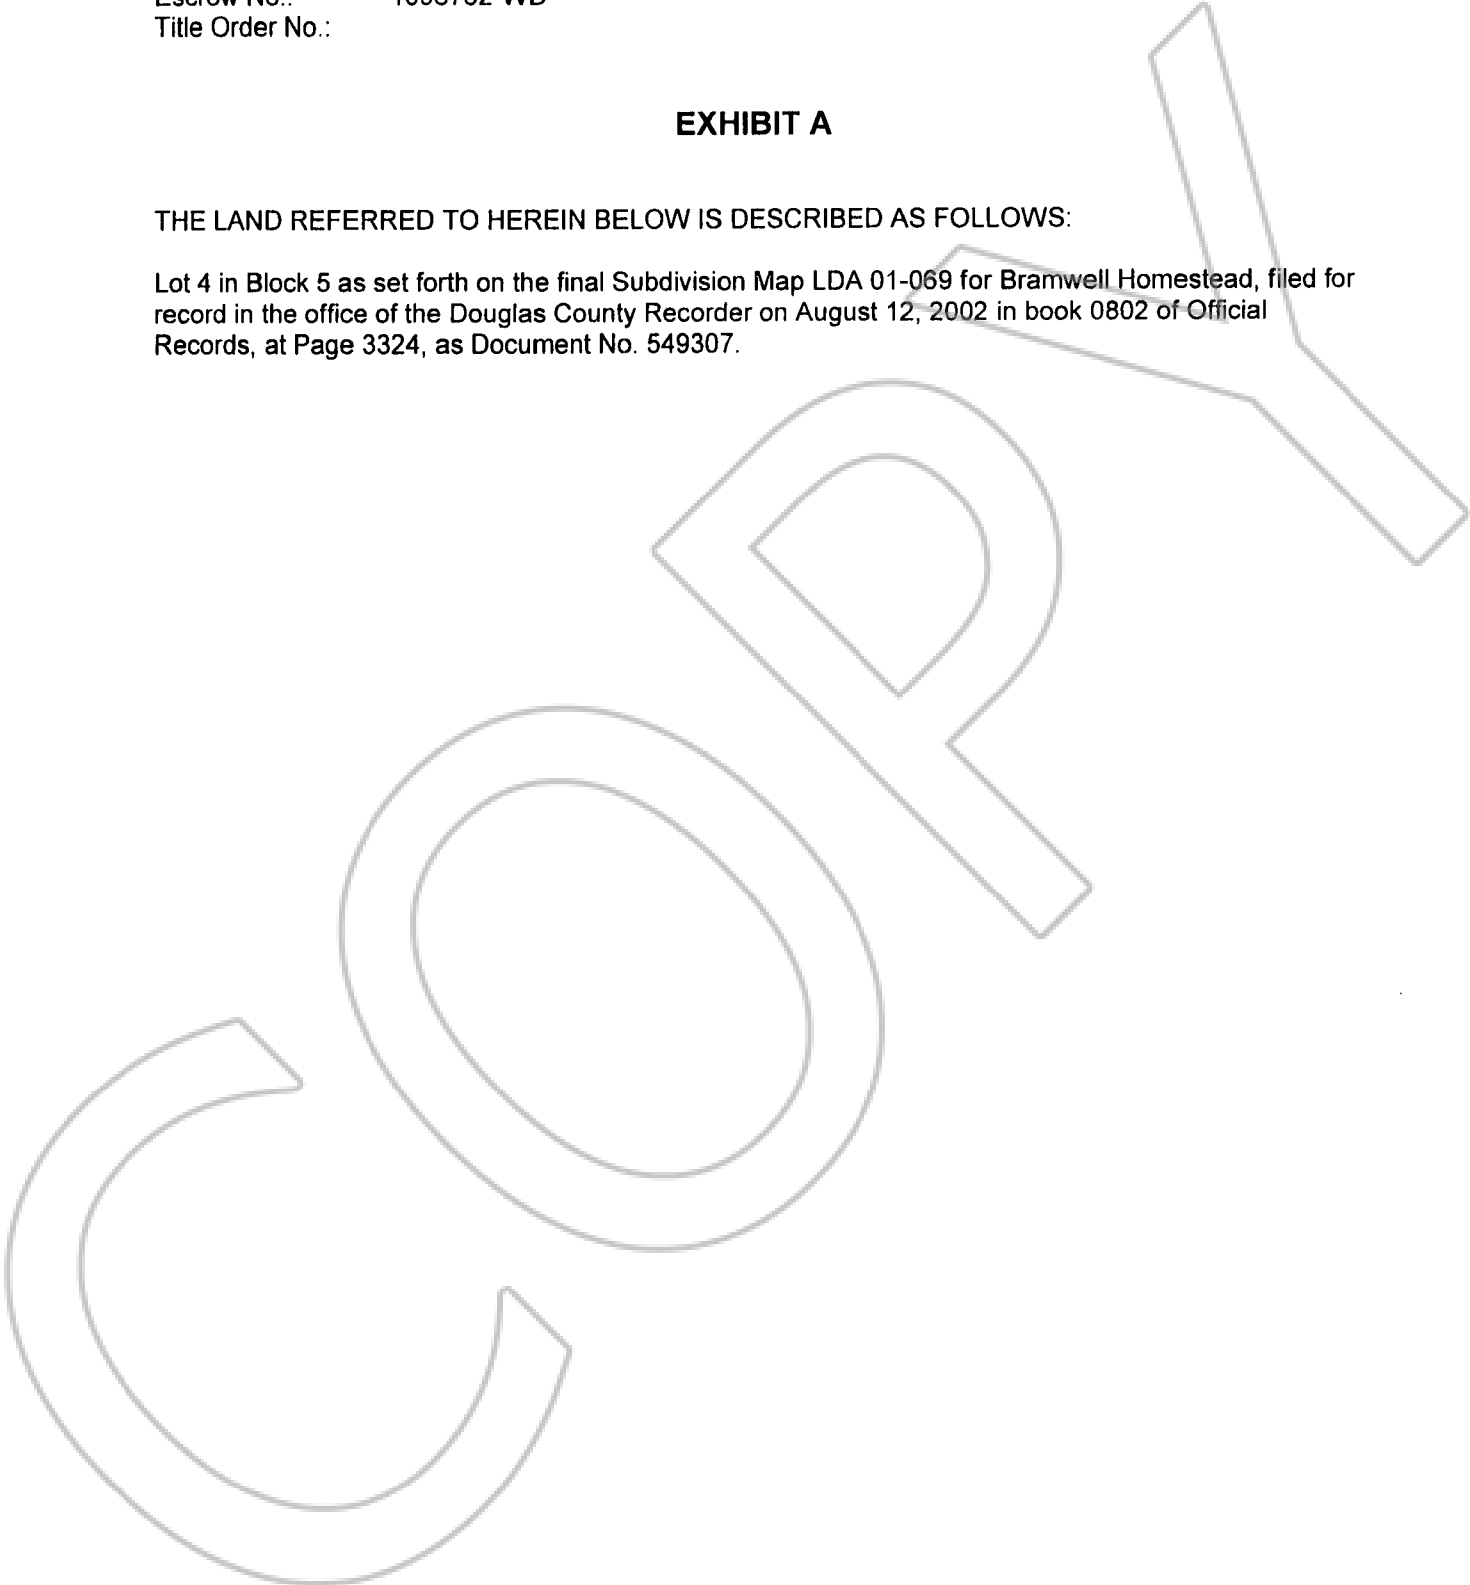 Escrow No.:
Title Order No.:
EXHIBIT A
THE LAND REFERRED TO HEREIN BELOW IS DESCRIBED AS FOLLOWS:
Lot 4 in Block 5 as set forth on the final Subdivision Map LDA 01-069 for Bramwell Homestead, filed for
record in the office of the Douglas County Recorder on August 12, 2002 in book 0802 of Official
Records, at Page 3324, as Document No. 549307.
COPY